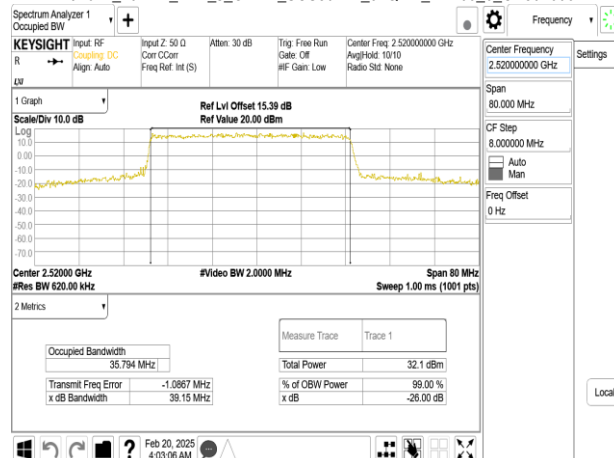 Spectrum Analyzer 1
Occupied BW
Frequency
KEYSIGHT
R
Input: RF
Coupling: DC
Align: Auto
Input Z: 50 Ω
Corr CCorr
Freq Ref: Int (S)
Atten: 30 dB
Trig: Free Run
Gate: Off
#IF Gain: Low
Center Freq: 2.520000000 GHz
Avg|Hold: 10/10
Radio Std: None
1 Graph
Scale/Div 10.0 dB
Ref Lvl Offset 15.39 dB
Ref Value 20.00 dBm
Log
10.0
0.00
-10.0
-20.0
-30.0
-40.0
-50.0
-60.0
-70.0
Center 2.52000 GHz
#Res BW 620.00 kHz
#Video BW 2.0000 MHz
Span 80 MHz
Sweep 1.00 ms (1001 pts)
2 Metrics
Measure Trace
Trace 1
Occupied Bandwidth
35.794 MHz
Total Power
32.1 dBm
Transmit Freq Error
-1.0867 MHz
% of OBW Power
99.00 %
x dB Bandwidth
39.15 MHz
x dB
-26.00 dB
Feb 20, 2025
4:03:06 AM
Center Frequency
2.520000000 GHz
Span
80.000 MHz
CF Step
8.000000 MHz
Auto
Man
Freq Offset
0 Hz
Settings
Local